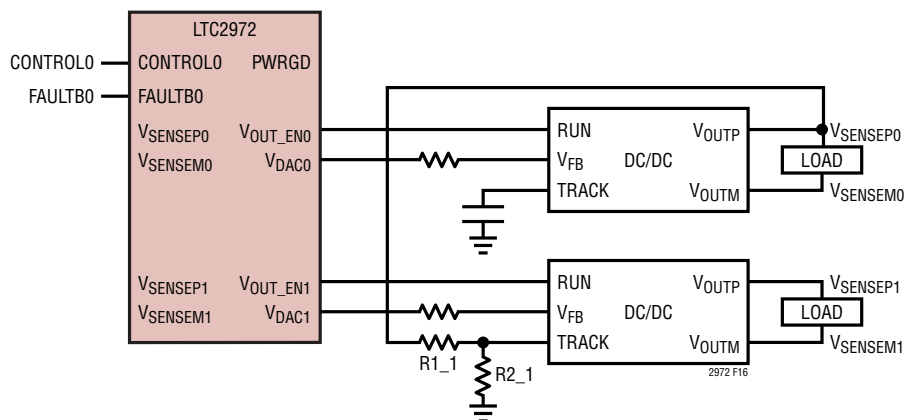 LTC2972
CONTROL0 CONTROL0 PWRGD
FAULTB0 FAULTB0
VSENSEP0 VOUT_EN0
VSENSEM0 VDAC0
VSENSEP1 VOUT_EN1
VSENSEM1 VDAC1
RUN VOUTP VSENSEP0
VFB DC/DC LOAD
TRACK VOUTM VSENSEM0
RUN VOUTP VSENSEP1
VFB DC/DC LOAD
TRACK VOUTM VSENSEM1
R1_1
R2_1
2972 F16